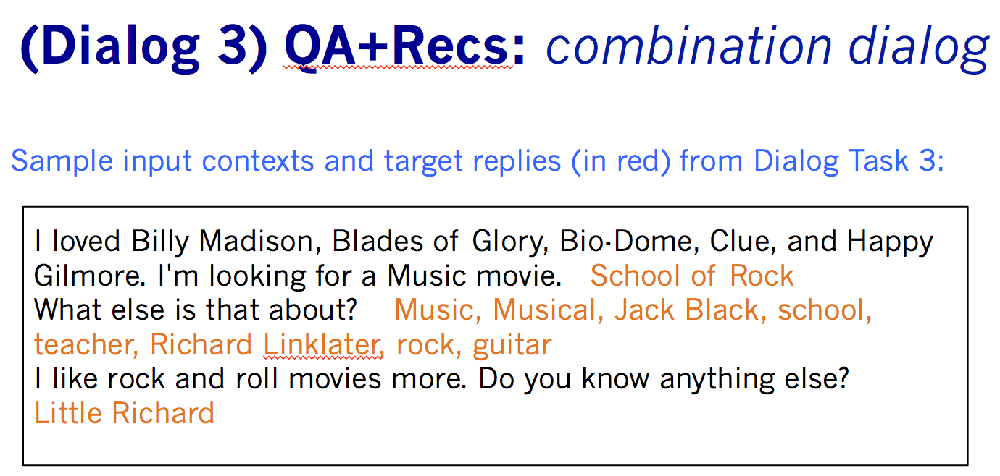 (Dialog 3) QA+Recs: combination dialog
Sample input contexts and target replies (in red) from Dialog Task 3:
I loved Billy Madison, Blades of Glory, Bio-Dome, Clue, and Happy
Gilmore. I'm looking for a Music movie. School of Rock
What else is that about? Music, Musical, Jack Black, school,
teacher, Richard Linklater, rock, guitar
I like rock and roll movies more. Do you know anything else?
Little Richard